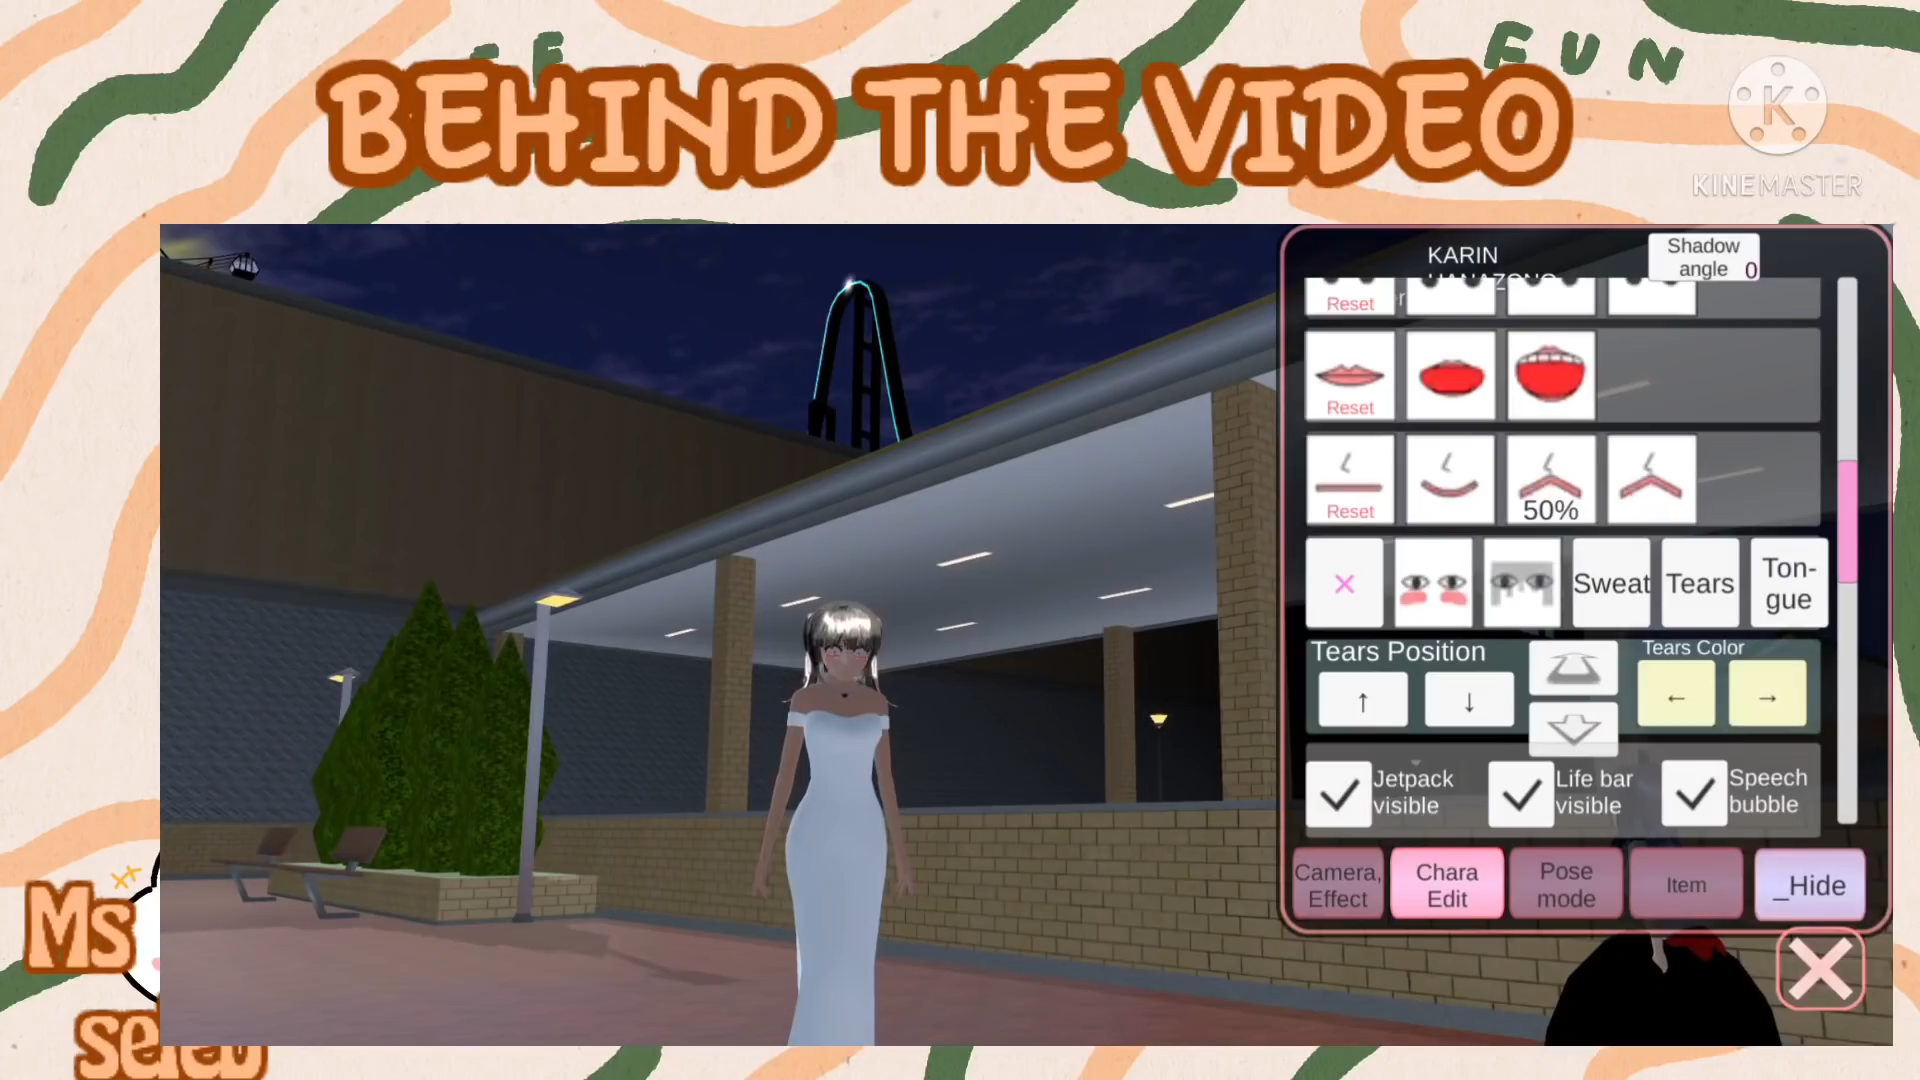 FUN
BEHIND THE VIDEO
K
KINEMASTER
KARIN
Shadow
angle 0
Reset
Reset
Reset
50%
Sweat
Tears
Ton-
gue
Tears Position
Tears Color
↑
↓
←
→
Jetpack
visible
Life bar
visible
Speech
bubble
Camera,
Effect
Chara
Edit
Pose
mode
Item
_Hide
Ms